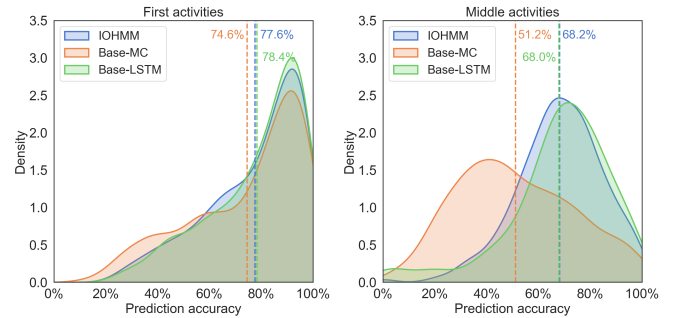 First activities
3.5
3.0
2.5
2.0
1.5
1.0
0.5
0.0
Density
IOHMM
Base-MC
Base-LSTM
74.6%
77.6%
78.4%
0%
20%
40%
60%
80%
100%
Prediction accuracy
Middle activities
3.5
3.0
2.5
2.0
1.5
1.0
0.5
0.0
Density
IOHMM
Base-MC
Base-LSTM
51.2%
68.2%
68.0%
0%
20%
40%
60%
80%
100%
Prediction accuracy